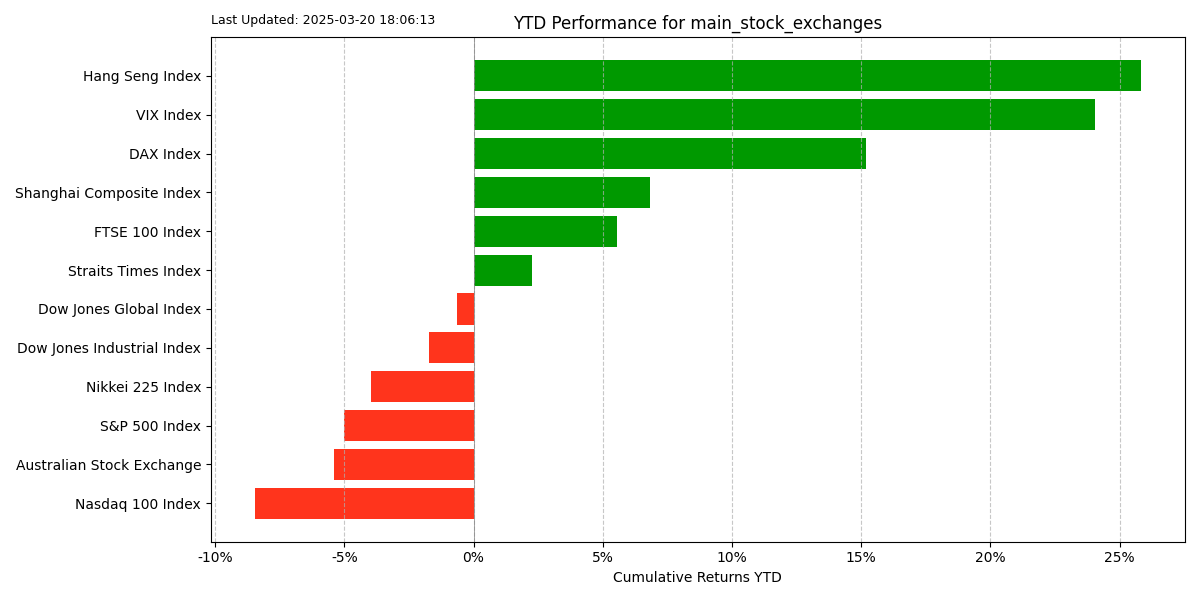 Last Updated: 2025-03-20 18:06:13
YTD Performance for main_stock_exchanges
Hang Seng Index
VIX Index
DAX Index
Shanghai Composite Index
FTSE 100 Index
Straits Times Index
Dow Jones Global Index
Dow Jones Industrial Index
Nikkei 225 Index
S&P 500 Index
Australian Stock Exchange
Nasdaq 100 Index
-10% -5% 0% 5% 10% 15% 20% 25%
Cumulative Returns YTD